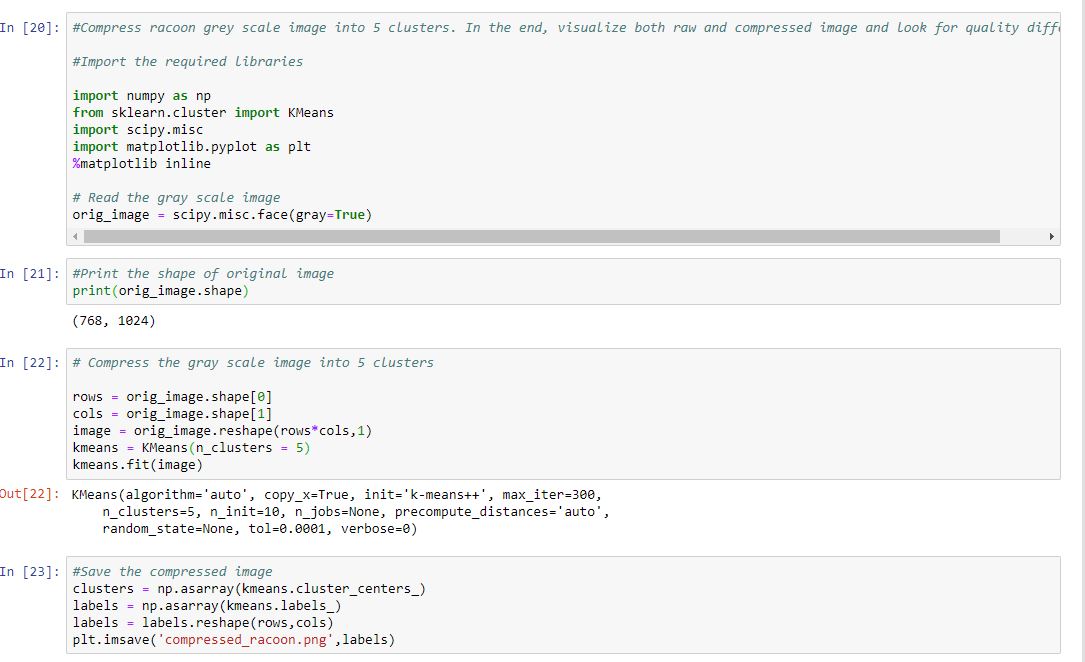 In [20]: #Compress racoon grey scale image into 5 clusters. In the end, visualize both raw and compressed image and look for quality
#Import the required libraries
import numpy as np
from sklearn.cluster import KMeans
import scipy.misc
import matplotlib.pyplot as plt
%matplotlib inline
# Read the gray scale image
orig_image = scipy.misc.face(gray=True)
In [21]: #Print the shape of original image
print(orig_image.shape)
(768, 1024)
In [22]: # Compress the gray scale image into 5 clusters
rows = orig_image.shape[0]
cols = orig_image.shape[1]
image = orig_image.reshape(rows*cols,1)
kmeans = KMeans(n_clusters = 5)
kmeans.fit(image)
Out[22]: KMeans(algorithm='auto', copy_x=True, init='k-means++', max_iter=300,
n_clusters=5, n_init=10, n_jobs=None, precompute_distances='auto',
random_state=None, tol=0.0001, verbose=0)
In [23]: #Save the compressed image
clusters = np.asarray(kmeans.cluster_centers_)
labels = np.asarray(kmeans.labels_)
labels = labels.reshape(rows,cols)
plt.imsave('compressed_racoon.png',labels)